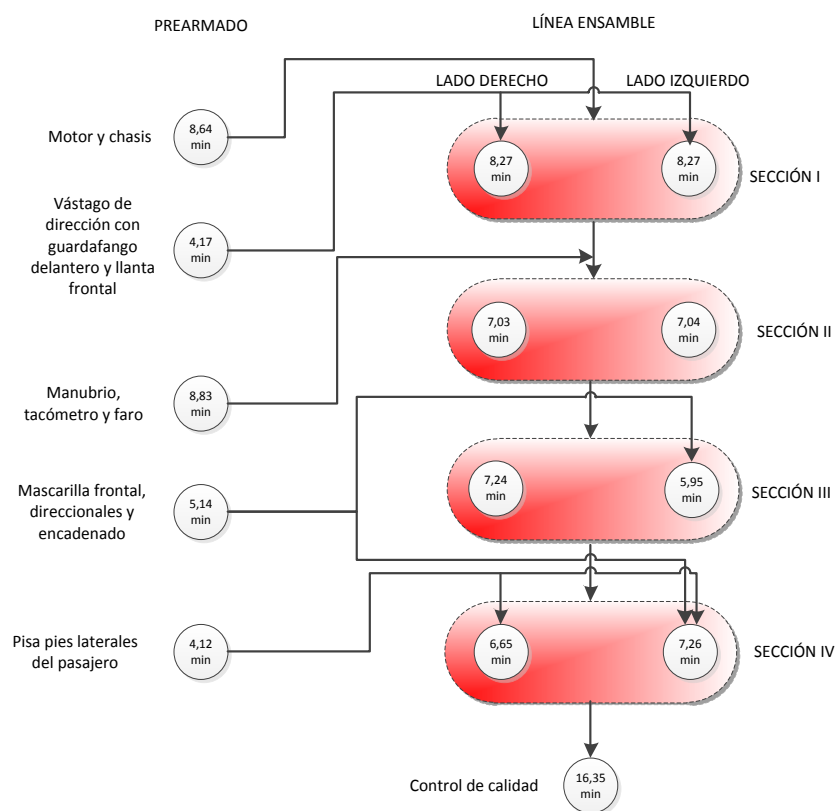 PREARMADO
LÍNEA ENSAMBLE
LADO DERECHO
LADO IZQUIERDO
Motor y chasis
8,64
min
8,27
min
8,27
min
SECCIÓN I
Vástago de
dirección con
guardafango
delantero y llanta
frontal
4,17
min
7,03
min
7,04
min
SECCIÓN II
Manubrio,
tacómetro y faro
8,83
min
Mascarilla frontal,
direccionales y
encadenado
5,14
min
7,24
min
5,95
min
SECCIÓN III
Pisa pies laterales
del pasajero
4,12
min
6,65
min
7,26
min
SECCIÓN IV
Control de calidad
16,35
min